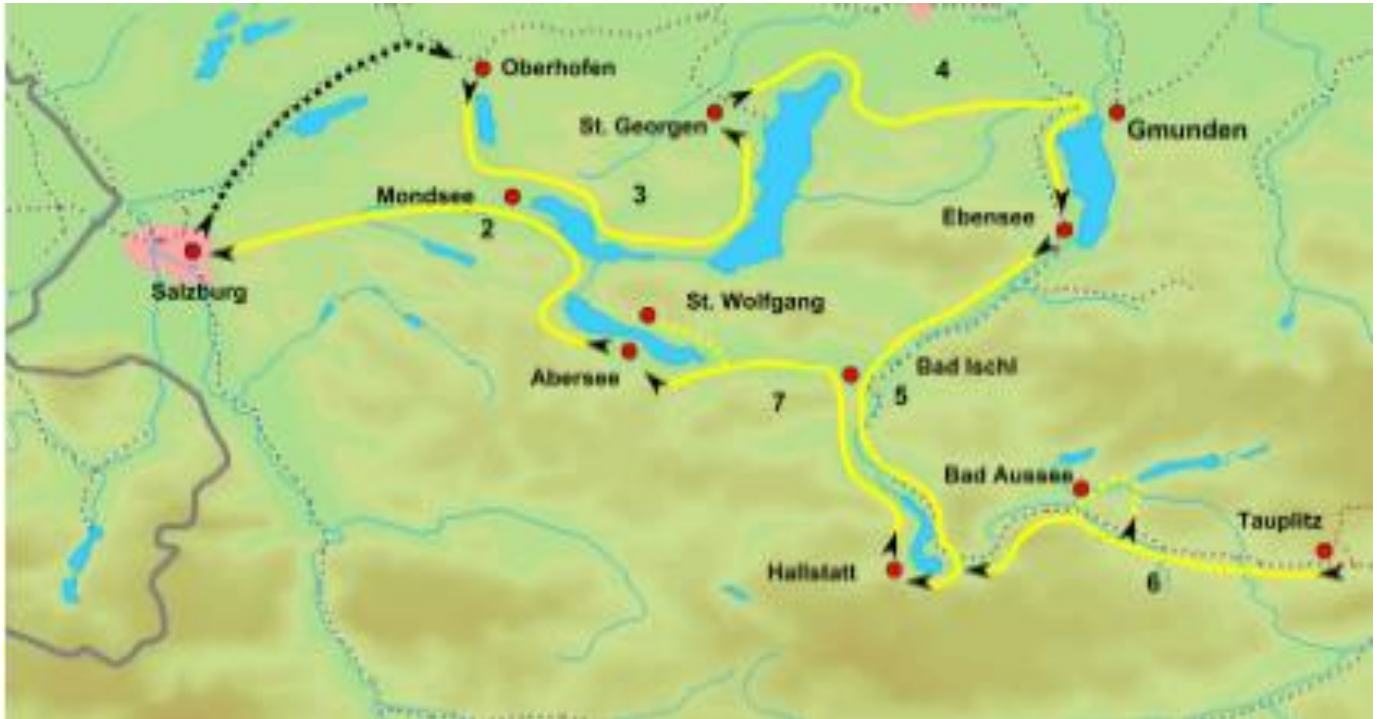 Oberhofen
4
St. Georgen
Gmunden
Mondsee
3
2
Ebensee
Salzburg
St. Wolfgang
Abersee
Bad Ischl
7
5
Bad Aussee
Tauplitz
Hallstatt
6